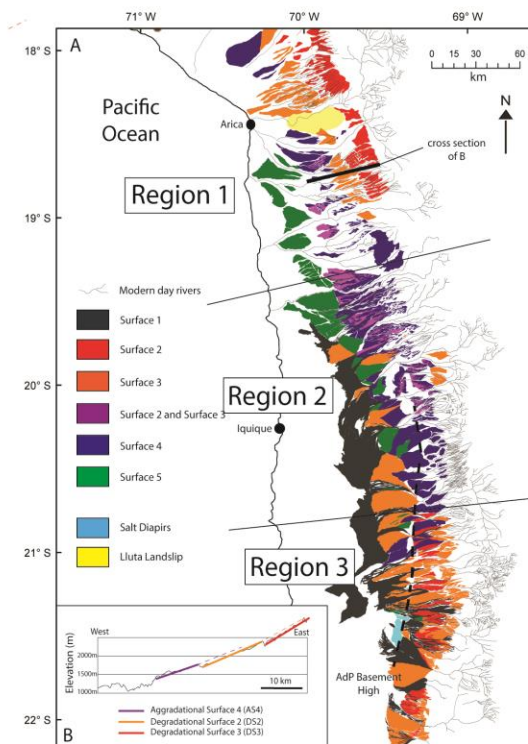 71°W
70°W
69°W
18°S
A
0 15 30 60
km
Pacific
Ocean
N
Arica
cross section
of B
Region 1
19°S
Modern day rivers
Surface 1
Surface 2
Surface 3
Surface 2 and Surface 3
Surface 4
Surface 5
Salt Diapirs
Lluta Landslip
20°S
Region 2
Iquique
21°S
Region 3
AdP Basement
High
22°S
West
East
Elevation (m)
2000m
1500m
1000m
10 km
Aggradational Surface 4 (AS4)
Degradational Surface 2 (DS2)
Degradational Surface 3 (DS3)
B